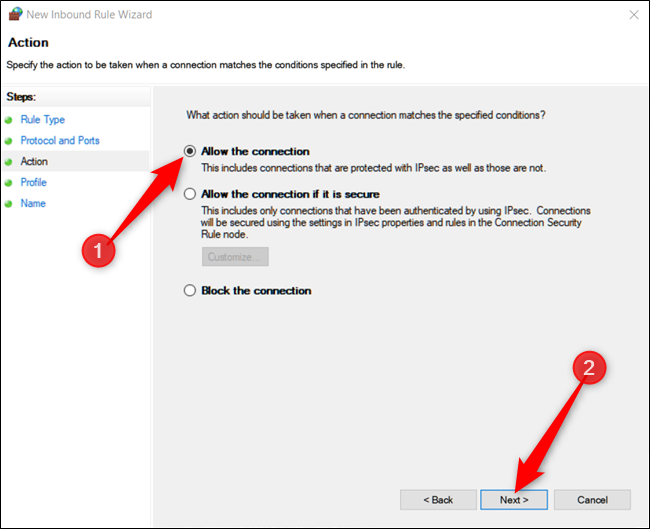 New Inbound Rule Wizard
Action
Specify the action to be taken when a connection matches the conditions specified in the rule.
Steps:
Rule Type
Protocol and Ports
Action
Profile
Name
What action should be taken when a connection matches the specified conditions?
Allow the connection
This includes connections that are protected with IPsec as well as those are not.
Allow the connection if it is secure
This includes only connections that have been authenticated by using IPsec. Connections
will be secured using the settings in IPsec properties and rules in the Connection Security
Rule node.
Customize...
Block the connection
1
2
< Back
Next >
Cancel